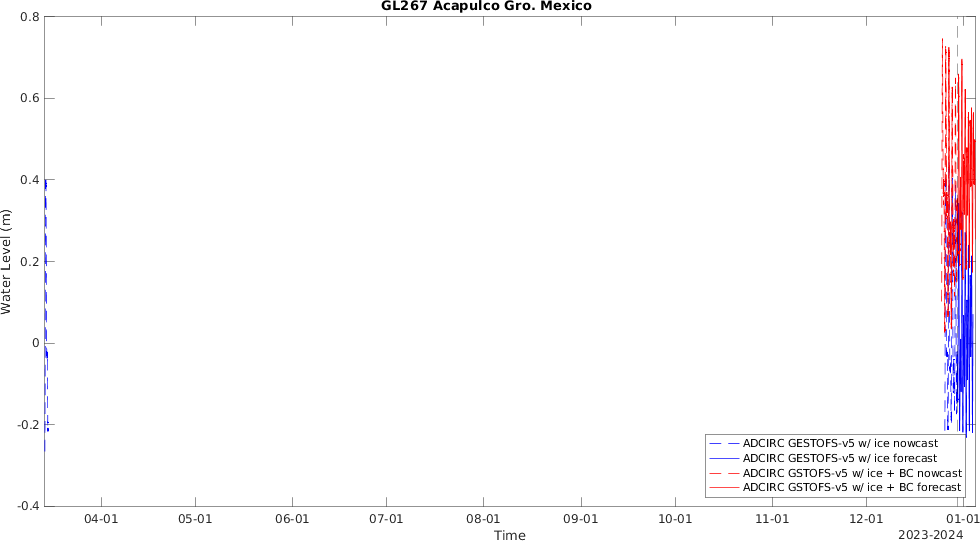 GL267 Acapulco Gro. Mexico
0.8
0.6
0.4
0.2
0
-0.2
-0.4
Water Level (m)
ADCIRC GESTOFS-v5 w/ ice nowcast
ADCIRC GESTOFS-v5 w/ ice forecast
ADCIRC GSTOFS-v5 w/ ice + BC nowcast
ADCIRC GSTOFS-v5 w/ ice + BC forecast
04-01 05-01 06-01 07-01 08-01 09-01 10-01 11-01 12-01 01-01
Time
2023-2024